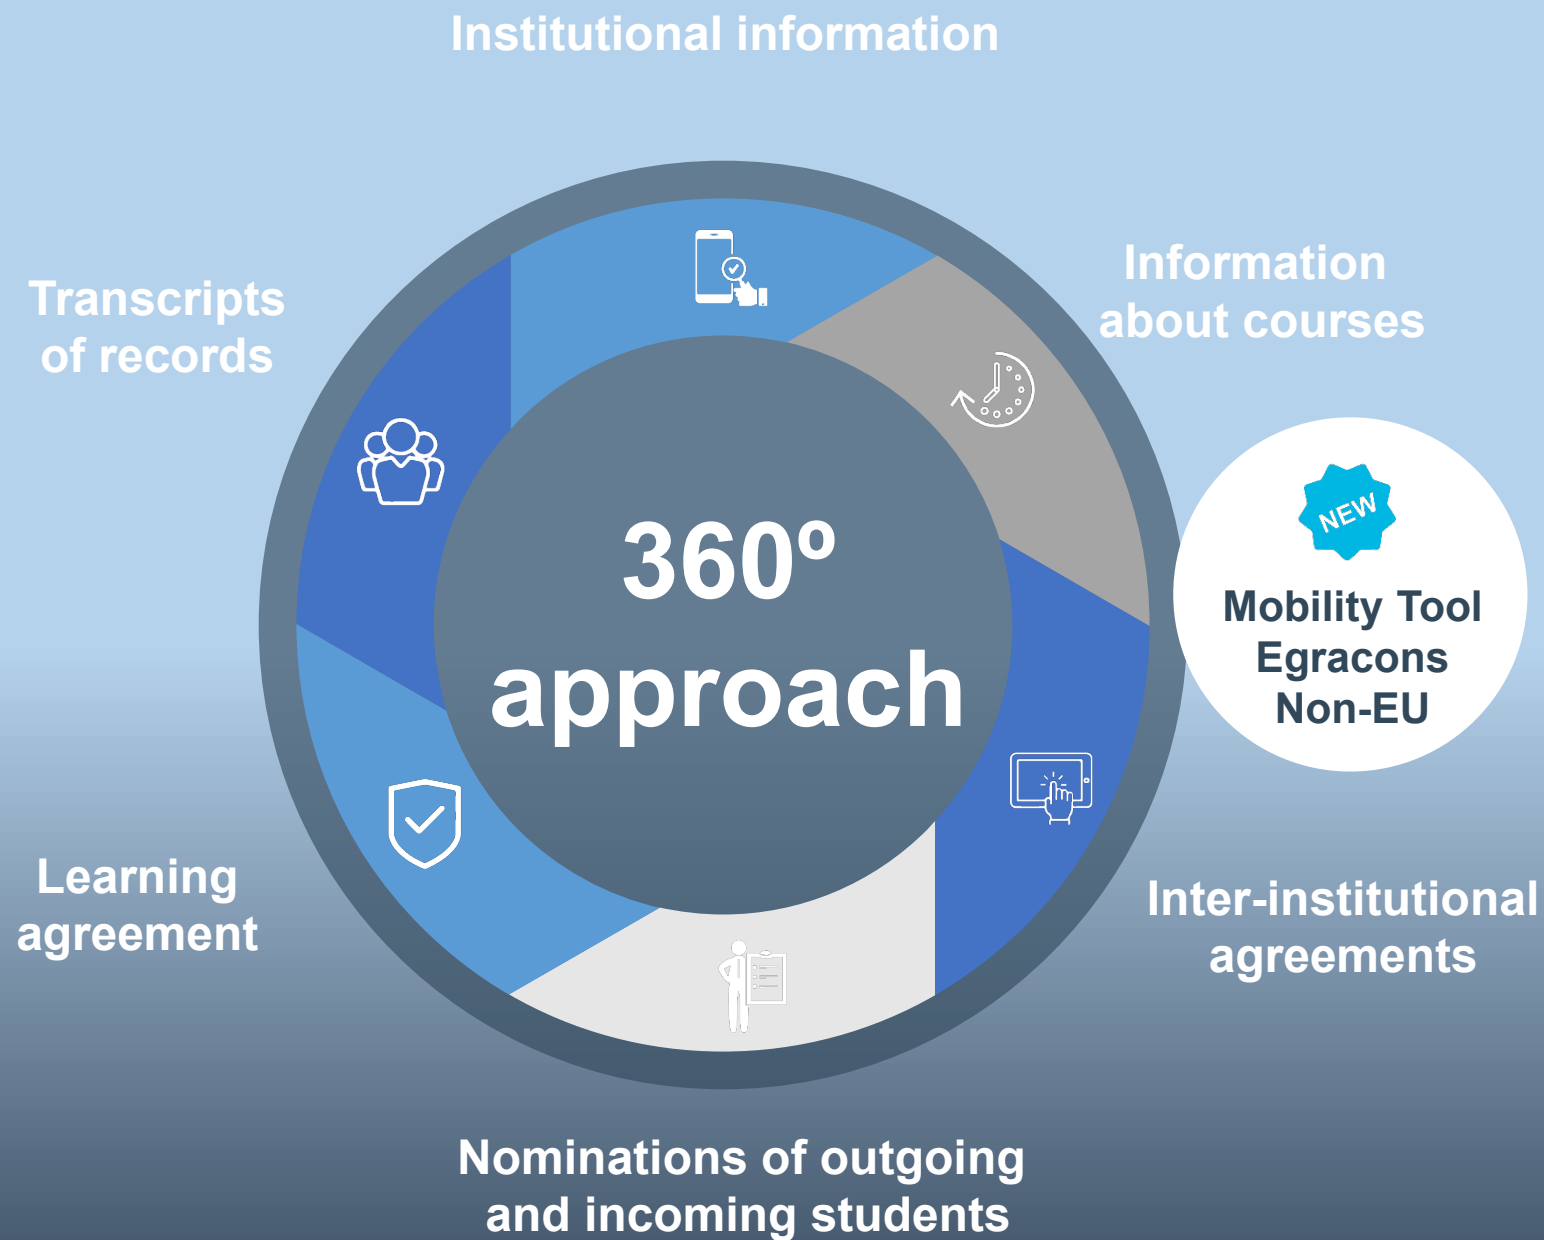 Institutional information
Information
about courses
Transcripts
of records
NEW
Mobility Tool
Egracons
Non-EU
360º
approach
Learning
agreement
Inter-institutional
agreements
Nominations of outgoing
and incoming students